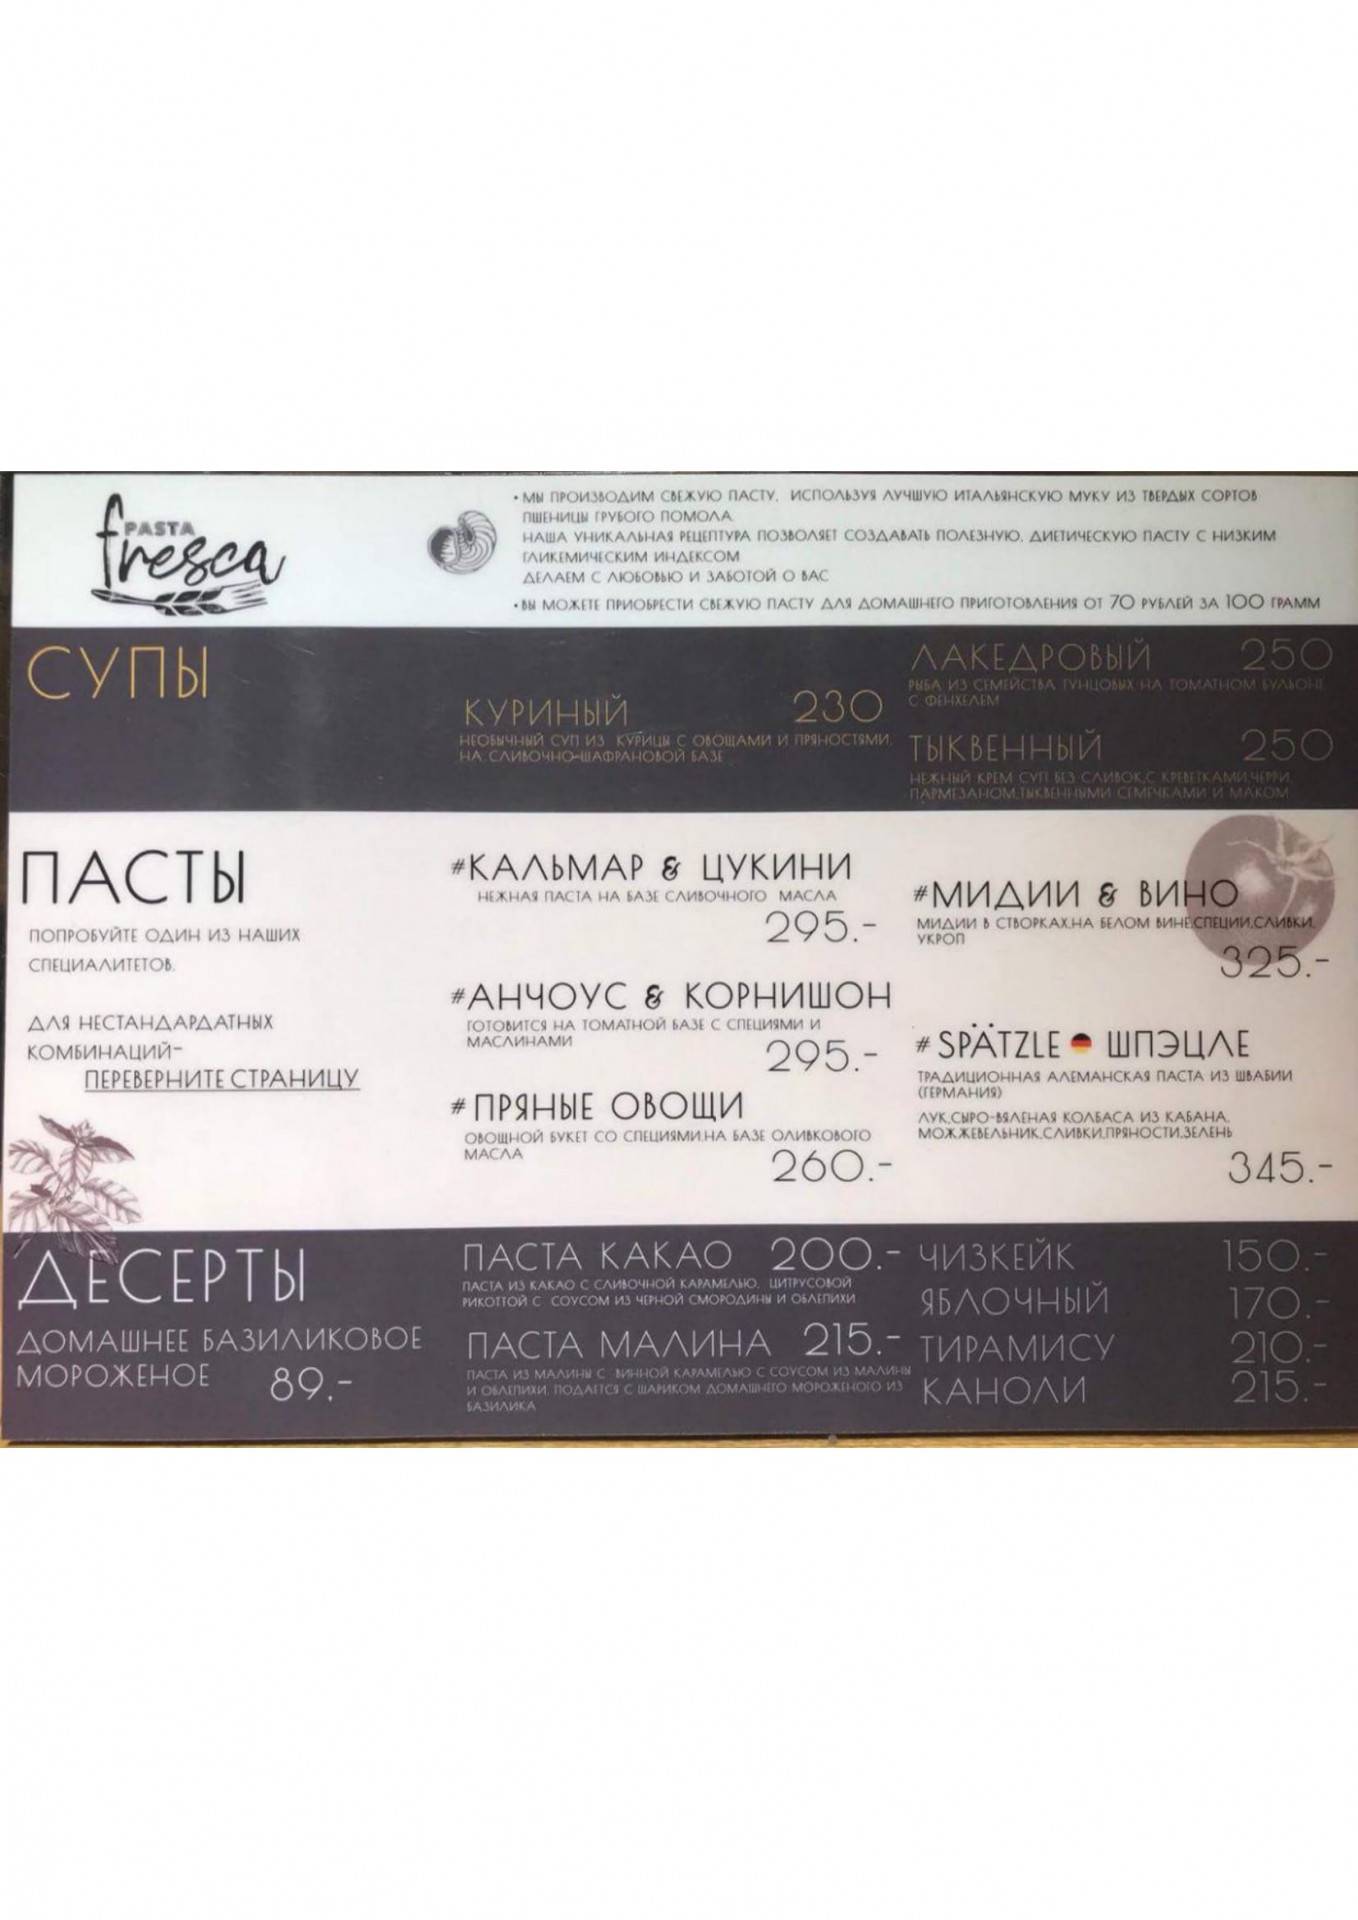 PASTA
fresca
• МЫ ПРОИЗВОДИМ СВЕЖУЮ ПАСТУ, ИСПОЛЬЗУЯ ЛУЧШУЮ ИТАЛЬЯНСКУЮ МУКУ ИЗ ТВЕРДЫХ СОРТОВ
ПШЕНИЦЫ ГРУБОГО ПОМОЛА.
НАША УНИКАЛЬНАЯ РЕЦЕПТУРА ПОЗВОЛЯЕТ СОЗДАВАТЬ ПОЛЕЗНУЮ, ДИЕТИЧЕСКУЮ ПАСТУ С НИЗКИМ
ГЛИКЕМИЧЕСКИМ ИНДЕКСОМ
ДЕЛАЕМ С ЛЮБОВЬЮ И ЗАБОТОЙ О ВАС
• ВЫ МОЖЕТЕ ПРИОБРЕСТИ СВЕЖУЮ ПАСТУ ДЛЯ ДОМАШНЕГО ПРИГОТОВЛЕНИЯ ОТ 70 РУБЛЕЙ ЗА 100 ГРАММ
СУПЫ
КУРИНЫЙ 230
НЕОБЫЧНЫЙ СУП ИЗ КУРИЦЫ С ОВОЩАМИ И ПРЯНОСТЯМИ,
НА СЛИВОЧНО-ШАФРАНОВОЙ БАЗЕ
ЛАКЕДРОВЫЙ 250
РЫБА ИЗ СЕМЕЙСТВА ТУНЦОВЫХ НА ТОМАТНОМ БУЛЬОНЕ
С ФЕНХЕЛЕМ
ТЫКВЕННЫЙ 250
НЕЖНЫЙ КРЕМ СУП БЕЗ СЛИВОК,С КРЕВЕТКАМИ,ЧЕРРИ,
ПАРМЕЗАНОМ,ТЫКВЕННЫМИ СЕМЕЧКАМИ И МАКОМ
ПАСТЫ
ПОПРОБУЙТЕ ОДИН ИЗ НАШИХ
СПЕЦИАЛИТЕТОВ.
ДЛЯ НЕСТАНДАРДАТНЫХ
КОМБИНАЦИЙ-
ПЕРЕВЕРНИТЕ СТРАНИЦУ
#КАЛЬМАР & ЦУКИНИ
НЕЖНАЯ ПАСТА НА БАЗЕ СЛИВОЧНОГО МАСЛА
295.-
#АНЧОУС & КОРНИШОН
ГОТОВИТСЯ НА ТОМАТНОЙ БАЗЕ С СПЕЦИЯМИ И
МАСЛИНАМИ
295.-
# ПРЯНЫЕ ОВОЩИ
ОВОЩНОЙ БУКЕТ СО СПЕЦИЯМИ,НА БАЗЕ ОЛИВКОВОГО
МАСЛА
260.-
#МИДИИ & ВИНО
МИДИИ В СТВОРКАХ,НА БЕЛОМ ВИНЕ,СПЕЦИИ,СЛИВКИ,
УКРОП
325.-
# SPÄTZLE ШПЭЦЛЕ
ТРАДИЦИОННАЯ АЛЕМАНСКАЯ ПАСТА ИЗ ШВАБИИ
(ГЕРМАНИЯ)
ЛУК,СЫРО-ВЯЛЕНАЯ КОЛБАСА ИЗ КАБАНА,
МОЖЖЕВЕЛЬНИК,СЛИВКИ,ПРЯНОСТИ,ЗЕЛЕНЬ
345.-
ДЕСЕРТЫ
ДОМАШНЕЕ БАЗИЛИКОВОЕ
МОРОЖЕНОЕ 89.-
ПАСТА КАКАО 200.-
ПАСТА ИЗ КАКАО С СЛИВОЧНОЙ КАРАМЕЛЬЮ, ЦИТРУСОВОЙ
РИКОТТОЙ С СОУСОМ ИЗ ЧЕРНОЙ СМОРОДИНЫ И ОБЛЕПИХИ
ПАСТА МАЛИНА 215.-
ПАСТА ИЗ МАЛИНЫ С ВИННОЙ КАРАМЕЛЬЮ С СОУСОМ ИЗ МАЛИНЫ
И ОБЛЕПИХИ. ПОДАЕТСЯ С ШАРИКОМ ДОМАШНЕГО МОРОЖЕНОГО ИЗ
БАЗИЛИКА
ЧИЗКЕЙК 150.-
ЯБЛОЧНЫЙ 170.-
ТИРАМИСУ 210.-
КАНОЛИ 215.-